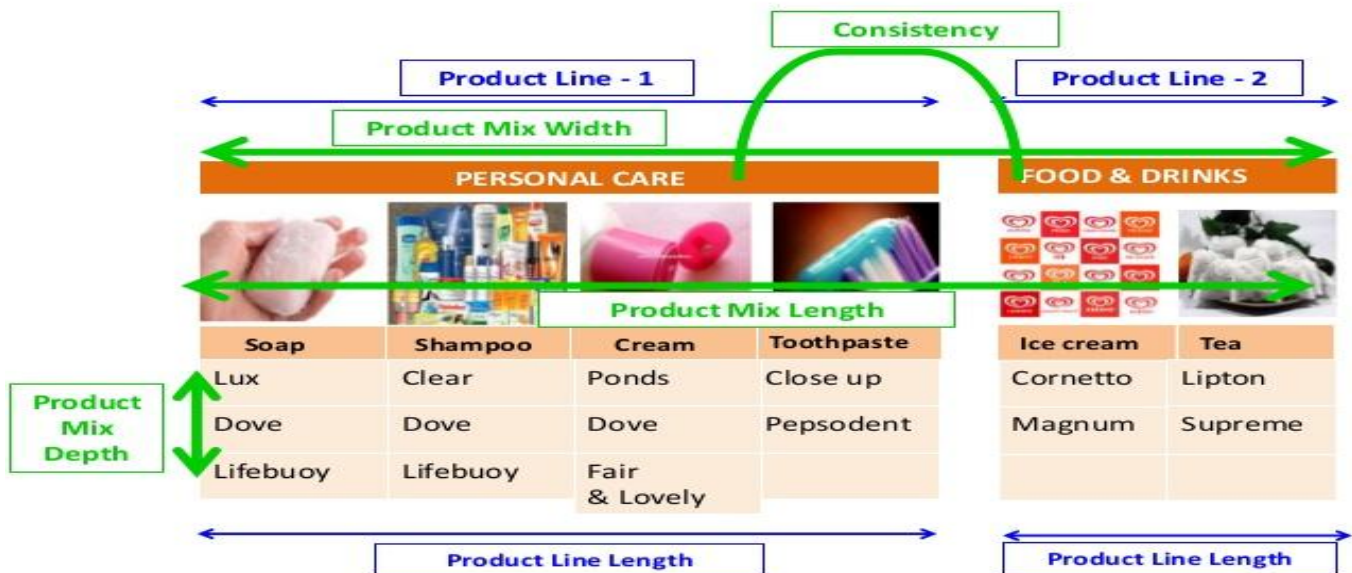 Consistency
Product Line - 1
Product Line - 2
Product Mix Width
PERSONAL CARE
FOOD & DRINKS
Product Mix Length
Soap
Shampoo
Cream
Toothpaste
Ice cream
Tea
Product
Mix
Depth
Lux
Clear
Ponds
Close up
Cornetto
Lipton
Dove
Dove
Dove
Pepsodent
Magnum
Supreme
Lifebuoy
Lifebuoy
Fair
& Lovely
Product Line Length
Product Line Length